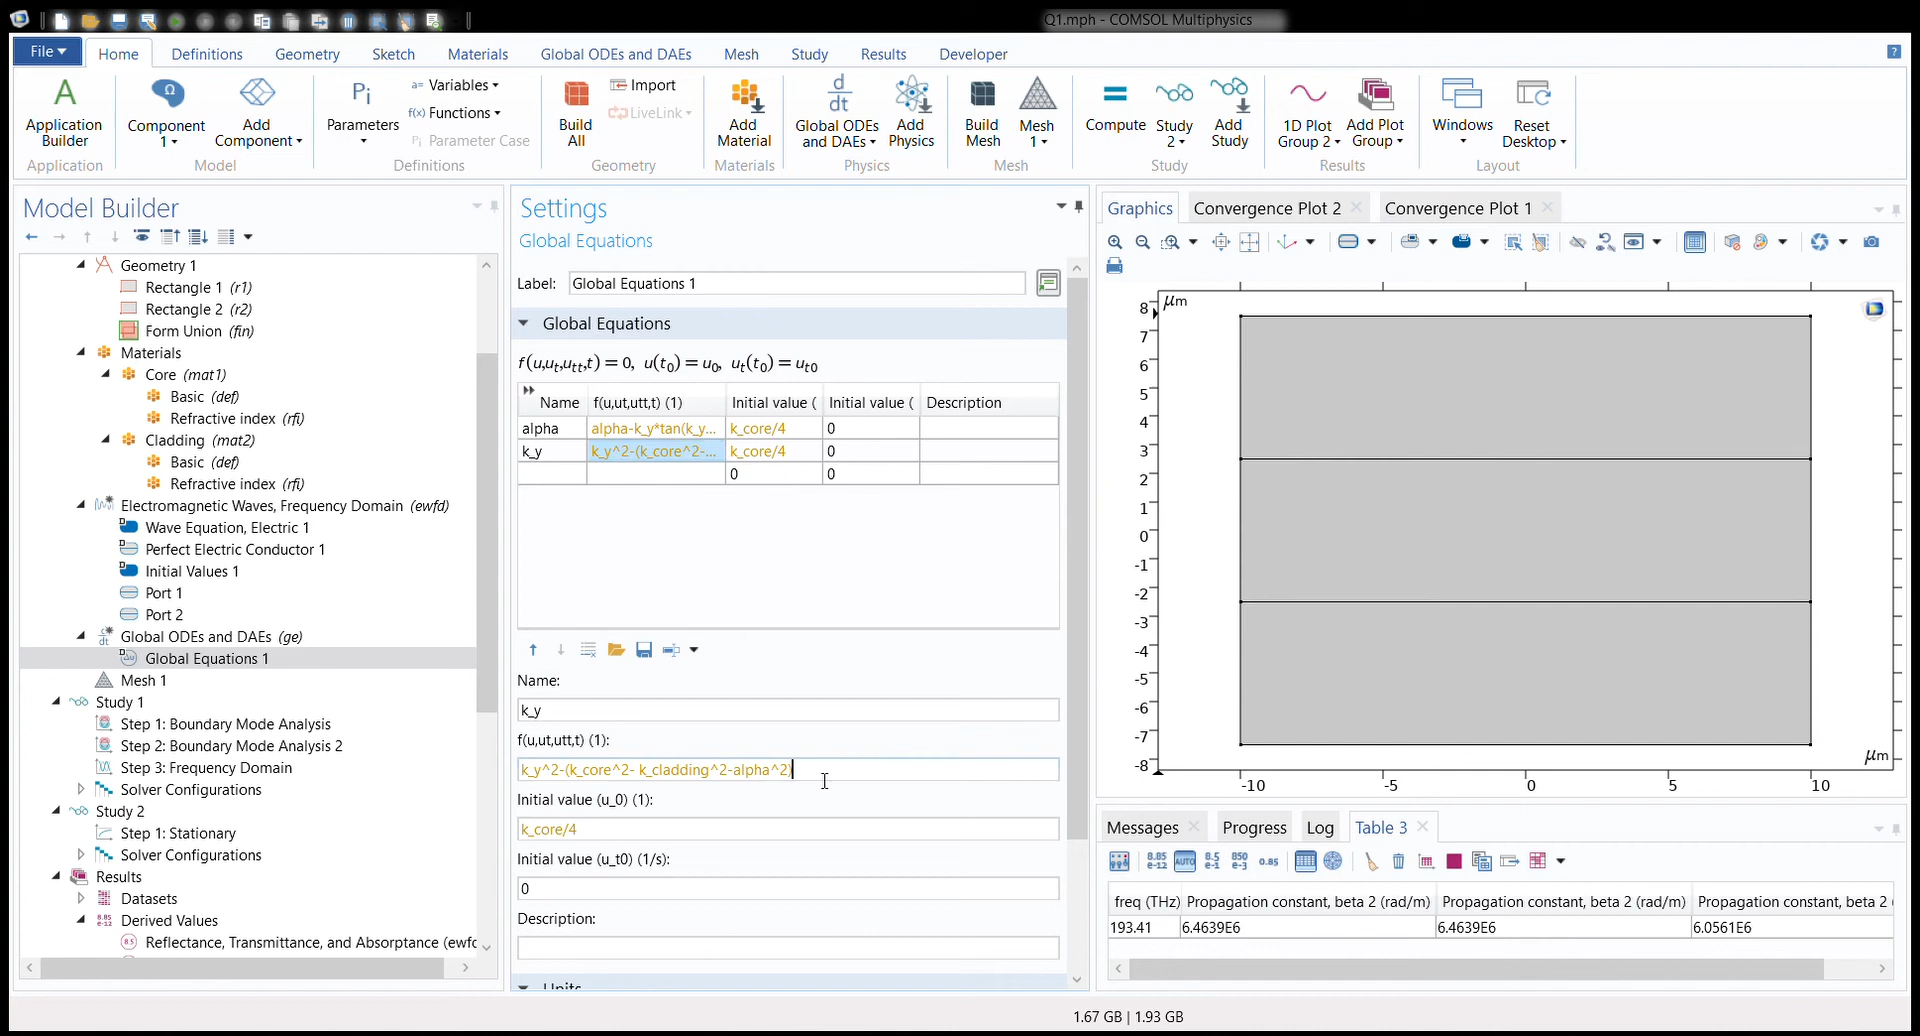 Q1.mph - COMSOL Multiphysics
File Home Definitions Geometry Sketch Materials Global ODEs and DAEs Mesh Study Results Developer
Application Builder
Application
Component 1
Add Component
Model
Pi
Parameters
a= Variables
f(x) Functions
Pi Parameter Case
Definitions
Build All
Import
LiveLink
Geometry
Add Material
Materials
d
dt
Global ODEs and DAEs
Add Physics
Physics
Build Mesh
Mesh 1
Mesh
Compute
Study 2
Add Study
Study
1D Plot Group 2
Add Plot Group
Results
Windows
Reset Desktop
Layout
Model Builder
Geometry 1
Rectangle 1 (r1)
Rectangle 2 (r2)
Form Union (fin)
Materials
Core (mat1)
Basic (def)
Refractive index (rfi)
Cladding (mat2)
Basic (def)
Refractive index (rfi)
Electromagnetic Waves, Frequency Domain (ewfd)
Wave Equation, Electric 1
Perfect Electric Conductor 1
Initial Values 1
Port 1
Port 2
Global ODEs and DAEs (ge)
Global Equations 1
Mesh 1
Study 1
Step 1: Boundary Mode Analysis
Step 2: Boundary Mode Analysis 2
Step 3: Frequency Domain
Solver Configurations
Study 2
Step 1: Stationary
Solver Configurations
Results
Datasets
Derived Values
Reflectance, Transmittance, and Absorptance (ewfd
Settings
Global Equations
Label: Global Equations 1
Global Equations
f(u,ut,utt,t) = 0, u(t0) = u0, ut(t0) = ut0
Name f(u,ut,utt,t) (1) Initial value ( Initial value ( Description
alpha alpha-k_y*tan(k_y... k_core/4 0
k_y k_y^2-(k_core^2-... k_core/4 0
0 0
Name:
k_y
f(u,ut,utt,t) (1):
k_y^2-(k_core^2- k_cladding^2-alpha^2)
Initial value (u_0) (1):
k_core/4
Initial value (u_t0) (1/s):
0
Description:
Units
Graphics Convergence Plot 2 Convergence Plot 1
μm
8
7
6
5
4
3
2
1
0
-1
-2
-3
-4
-5
-6
-7
-8
μm
-10 -5 0 5 10
Messages Progress Log Table 3
8.85 e-12 AUTO 8.5 e-1 850 e-3 0.85
freq (THz) Propagation constant, beta 2 (rad/m) Propagation constant, beta 2 (rad/m) Propagation constant, beta 2 (
193.41 6.4639E6 6.4639E6 6.0561E6
1.67 GB | 1.93 GB